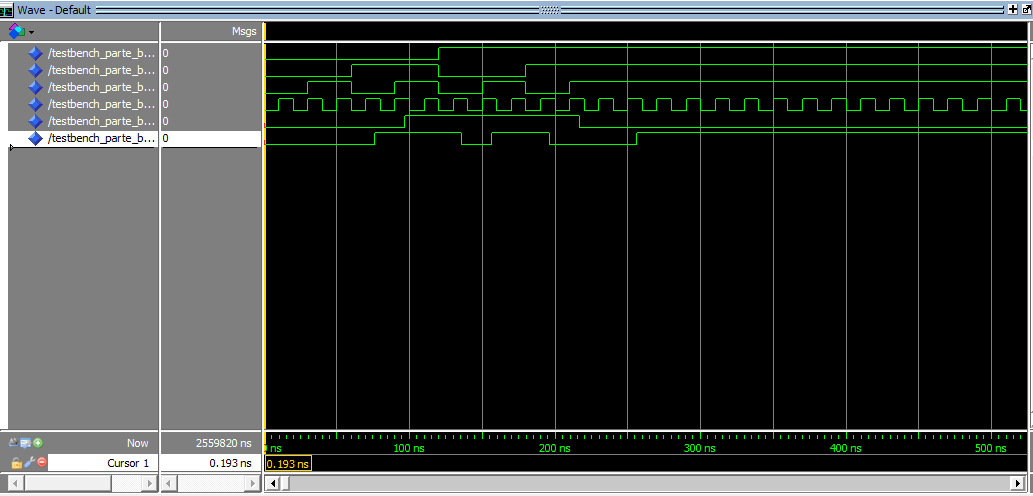 Wave - Default
Msgs
/testbench_parte_b... 0
/testbench_parte_b... 0
/testbench_parte_b... 0
/testbench_parte_b... 0
/testbench_parte_b... 0
/testbench_parte_b... 0
Now 2559820 ns ns 100 ns 200 ns 300 ns 400 ns 500 ns
Cursor 1 0.193 ns 0.193 ns